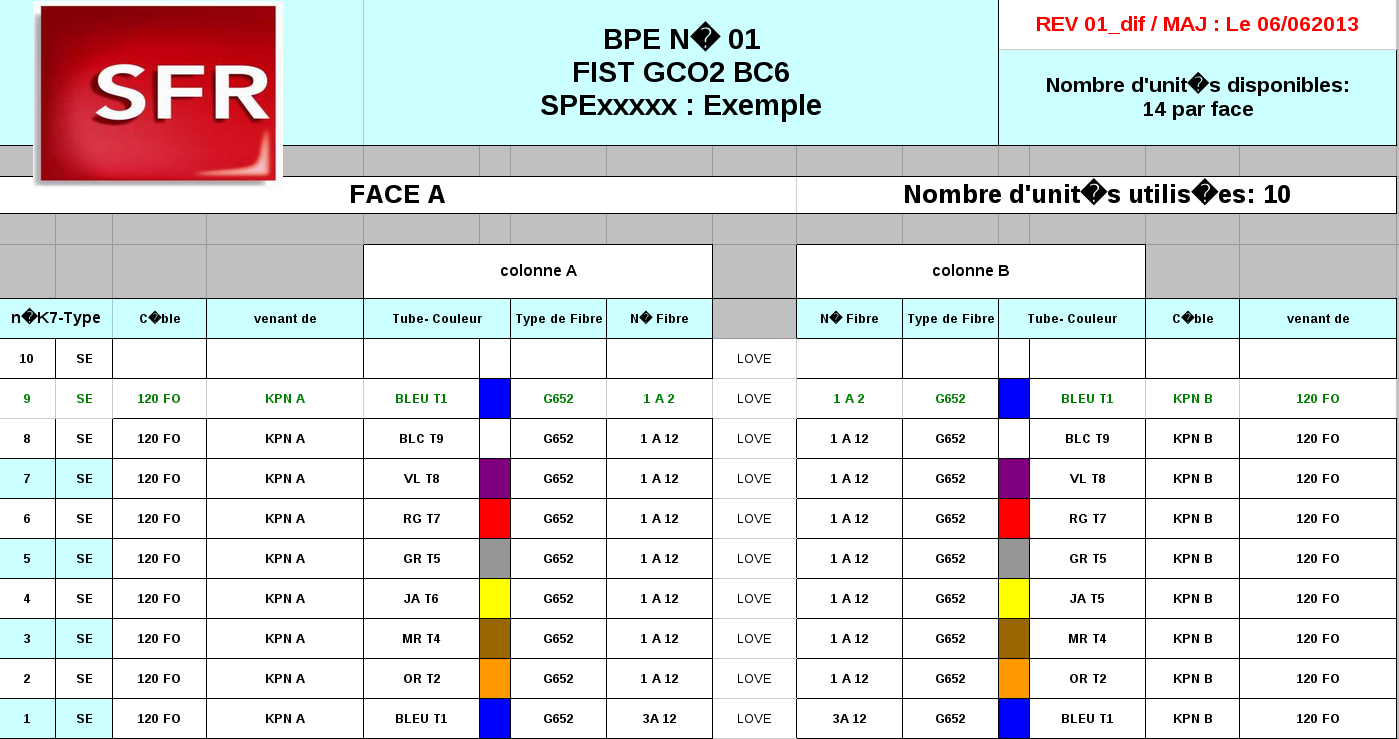 SFR
BPE N� 01
FIST GCO2 BC6
SPExxxxx : Exemple
REV 01_dif / MAJ : Le 06/062013
Nombre d'unit�s disponibles:
14 par face
FACE A Nombre d'unit�s utilis�es: 10
colonne A colonne B
n�K7-Type C�ble venant de Tube- Couleur Type de Fibre N� Fibre N� Fibre Type de Fibre Tube- Couleur C�ble venant de
10 SE LOVE
9 SE 120 FO KPN A BLEU T1 G652 1 A 2 LOVE 1 A 2 G652 BLEU T1 KPN B 120 FO
8 SE 120 FO KPN A BLC T9 G652 1 A 12 LOVE 1 A 12 G652 BLC T9 KPN B 120 FO
7 SE 120 FO KPN A VL T8 G652 1 A 12 LOVE 1 A 12 G652 VL T8 KPN B 120 FO
6 SE 120 FO KPN A RG T7 G652 1 A 12 LOVE 1 A 12 G652 RG T7 KPN B 120 FO
5 SE 120 FO KPN A GR T5 G652 1 A 12 LOVE 1 A 12 G652 GR T5 KPN B 120 FO
4 SE 120 FO KPN A JA T6 G652 1 A 12 LOVE 1 A 12 G652 JA T5 KPN B 120 FO
3 SE 120 FO KPN A MR T4 G652 1 A 12 LOVE 1 A 12 G652 MR T4 KPN B 120 FO
2 SE 120 FO KPN A OR T2 G652 1 A 12 LOVE 1 A 12 G652 OR T2 KPN B 120 FO
1 SE 120 FO KPN A BLEU T1 G652 3A 12 LOVE 3A 12 G652 BLEU T1 KPN B 120 FO